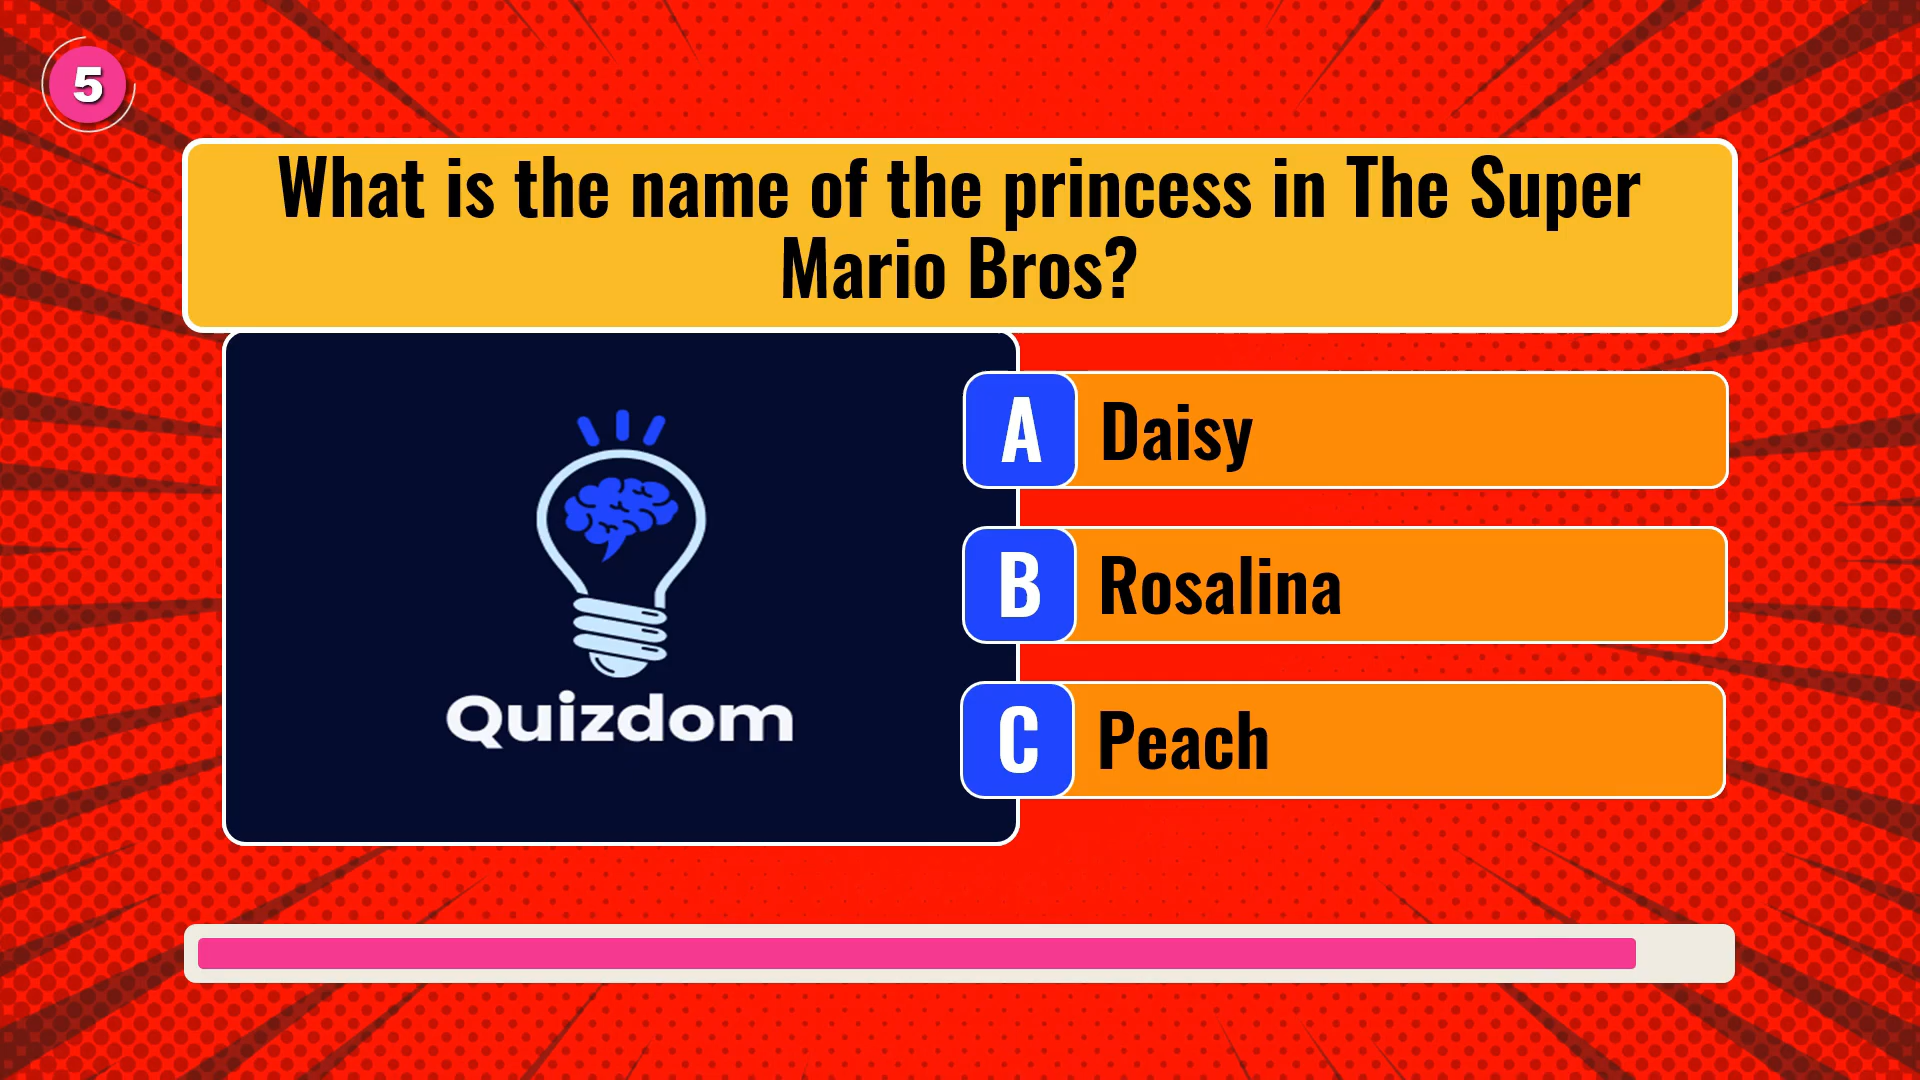 5
What is the name of the princess in The Super
Mario Bros?
A Daisy
B Rosalina
C Peach
Quizdom